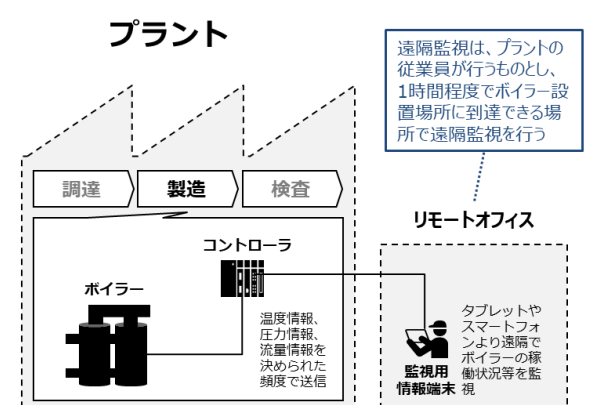 プラント
遠隔監視は、プラントの
従業員が行うものとし、
1時間程度でボイラー設
置場所に到達できる場
所で遠隔監視を行う
調達
製造
検査
リモートオフィス
コントローラ
ボイラー
温度情報、
圧力情報、
流量情報を
決められた
頻度で送信
タブレットや
スマートフォ
ンより遠隔で
ボイラーの稼
働状況等を監
視
監視用
情報端末